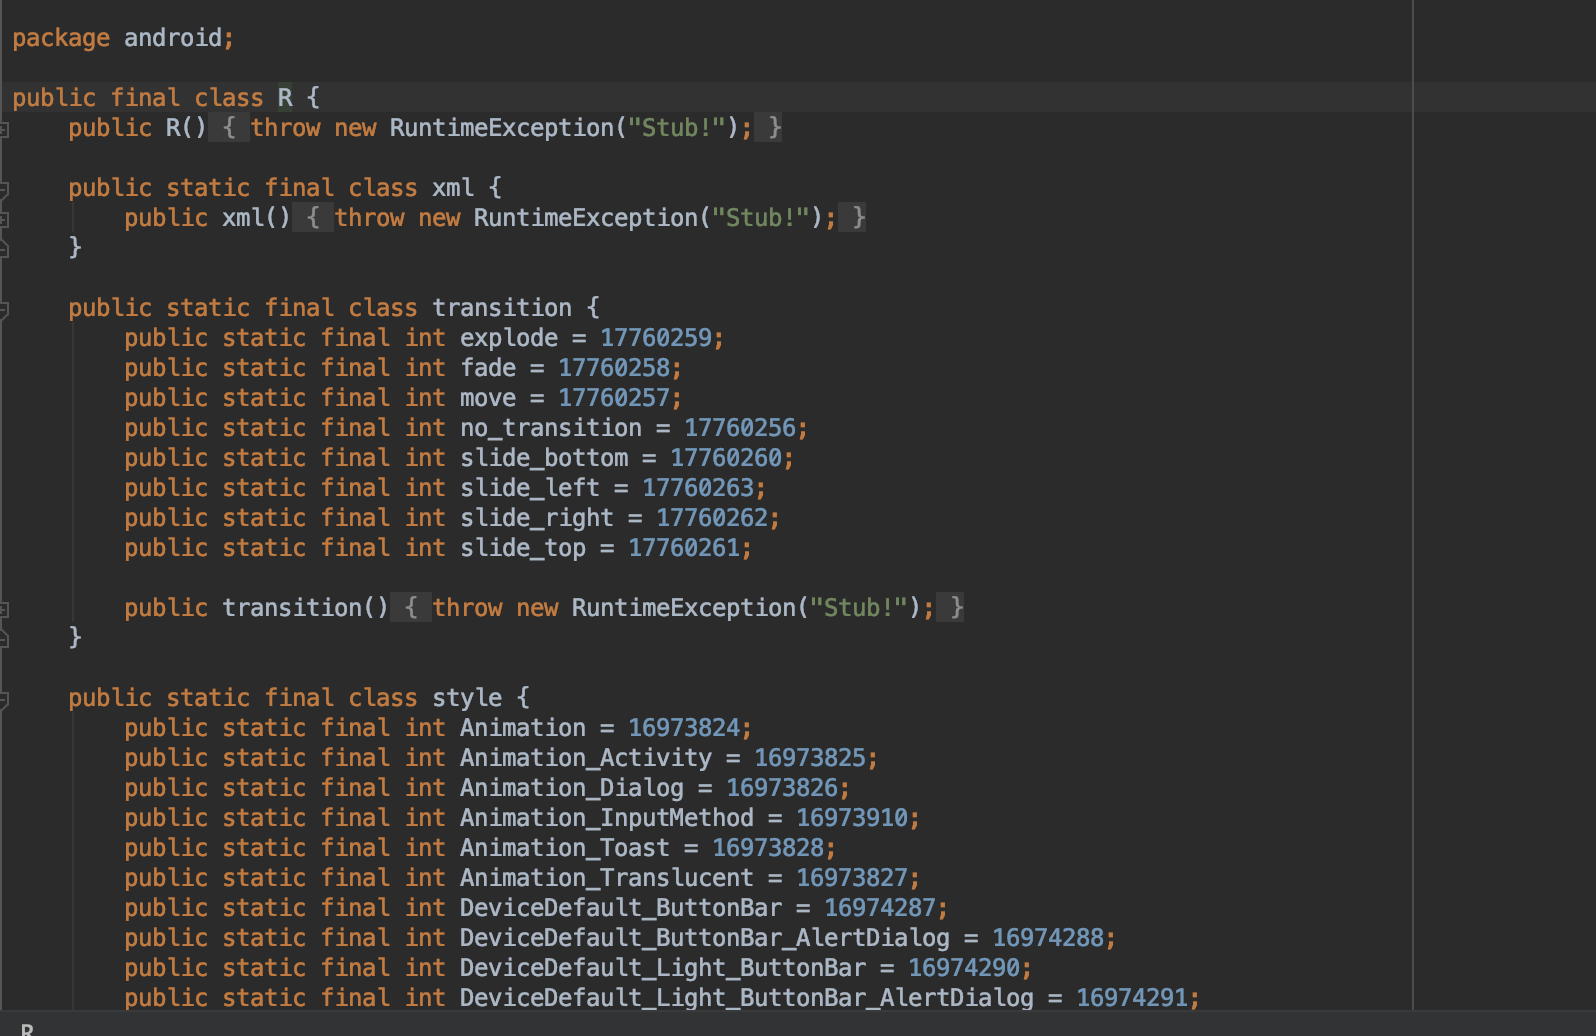 package android;
public final class R {
public R() { throw new RuntimeException("Stub!"); }
public static final class xml {
public xml() { throw new RuntimeException("Stub!"); }
}
public static final class transition {
public static final int explode = 17760259;
public static final int fade = 17760258;
public static final int move = 17760257;
public static final int no_transition = 17760256;
public static final int slide_bottom = 17760260;
public static final int slide_left = 17760263;
public static final int slide_right = 17760262;
public static final int slide_top = 17760261;
public transition() { throw new RuntimeException("Stub!"); }
}
public static final class style {
public static final int Animation = 16973824;
public static final int Animation_Activity = 16973825;
public static final int Animation_Dialog = 16973826;
public static final int Animation_InputMethod = 16973910;
public static final int Animation_Toast = 16973828;
public static final int Animation_Translucent = 16973827;
public static final int DeviceDefault_ButtonBar = 16974287;
public static final int DeviceDefault_ButtonBar_AlertDialog = 16974288;
public static final int DeviceDefault_Light_ButtonBar = 16974290;
public static final int DeviceDefault_Light_ButtonBar_AlertDialog = 16974291;
R